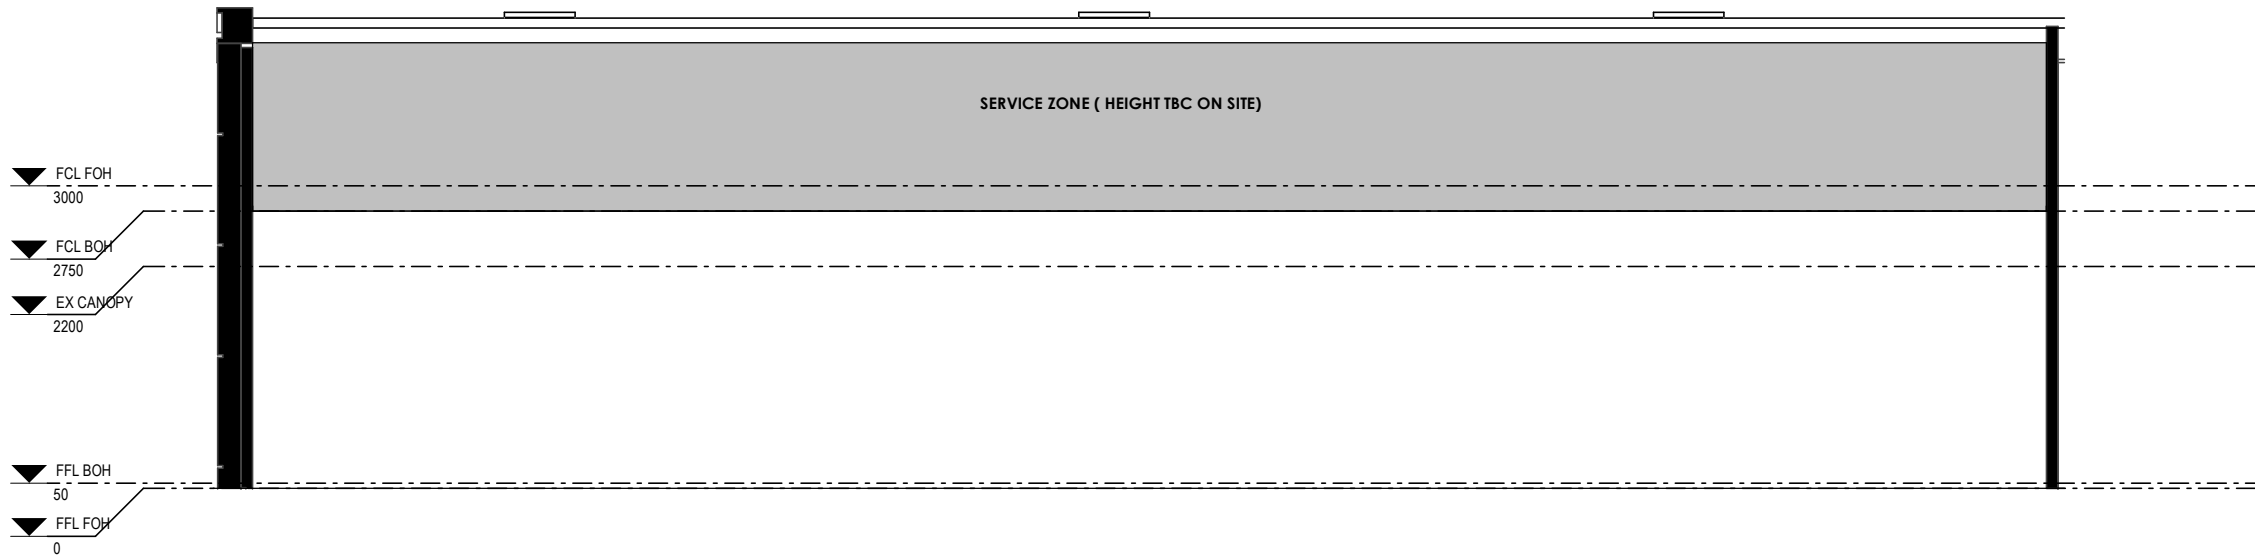 SERVICE ZONE ( HEIGHT TBC ON SITE)
FCL FOH
3000
FCL BOH
2750
EX CANOPY
2200
FFL BOH
50
FFL FOH
0